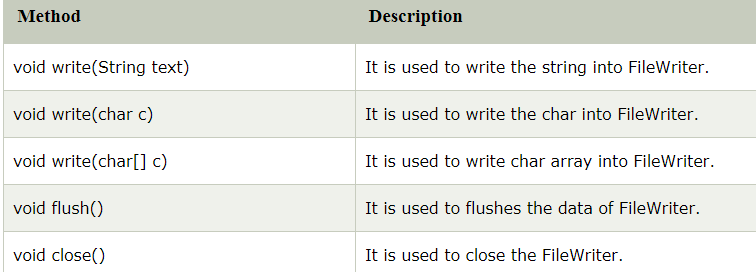 Method Description
void write(String text) It is used to write the string into FileWriter.
void write(char c) It is used to write the char into FileWriter.
void write(char[] c) It is used to write char array into FileWriter.
void flush() It is used to flushes the data of FileWriter.
void close() It is used to close the FileWriter.